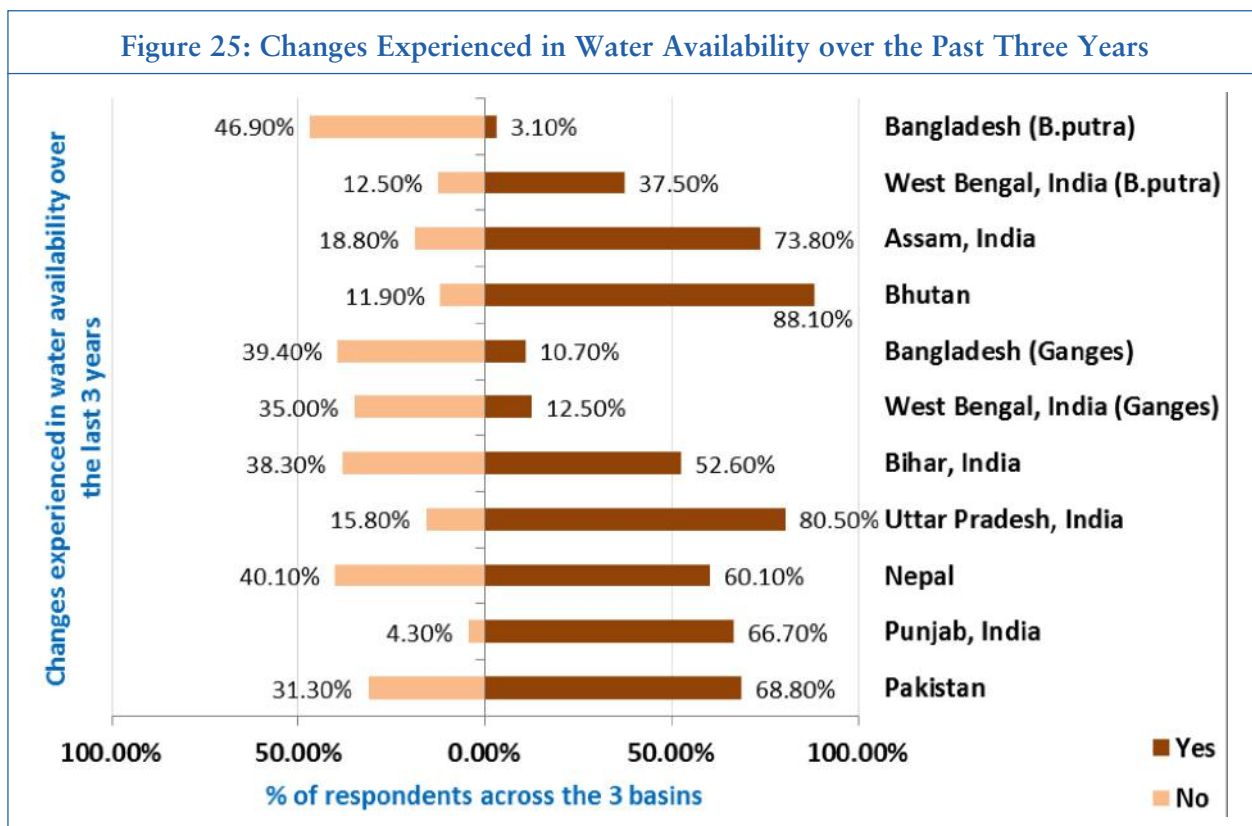 Figure 25: Changes Experienced in Water Availability over the Past Three Years
Changes experienced in water availability over
the last 3 years
46.90% 3.10% Bangladesh (B.putra)
12.50% 37.50% West Bengal, India (B.putra)
18.80% 73.80% Assam, India
11.90% 88.10% Bhutan
39.40% 10.70% Bangladesh (Ganges)
35.00% 12.50% West Bengal, India (Ganges)
38.30% 52.60% Bihar, India
15.80% 80.50% Uttar Pradesh, India
40.10% 60.10% Nepal
4.30% 66.70% Punjab, India
31.30% 68.80% Pakistan
100.00% 50.00% 0.00% 50.00% 100.00%
% of respondents across the 3 basins
Yes
No